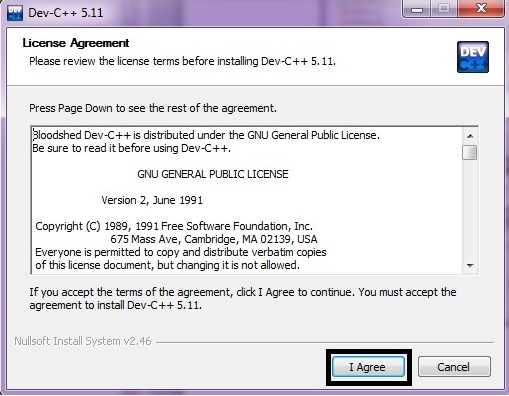 Dev-C++ 5.11
License Agreement
Please review the license terms before installing Dev-C++ 5.11.
DEV
C++
Press Page Down to see the rest of the agreement.
Bloodshed Dev-C++ is distributed under the GNU General Public License.
Be sure to read it before using Dev-C++.
GNU GENERAL PUBLIC LICENSE
Version 2, June 1991
Copyright (C) 1989, 1991 Free Software Foundation, Inc.
675 Mass Ave, Cambridge, MA 02139, USA
Everyone is permitted to copy and distribute verbatim copies
of this license document, but changing it is not allowed.
If you accept the terms of the agreement, click I Agree to continue. You must accept the
agreement to install Dev-C++ 5.11.
Nullsoft Install System v2.46
I Agree
Cancel